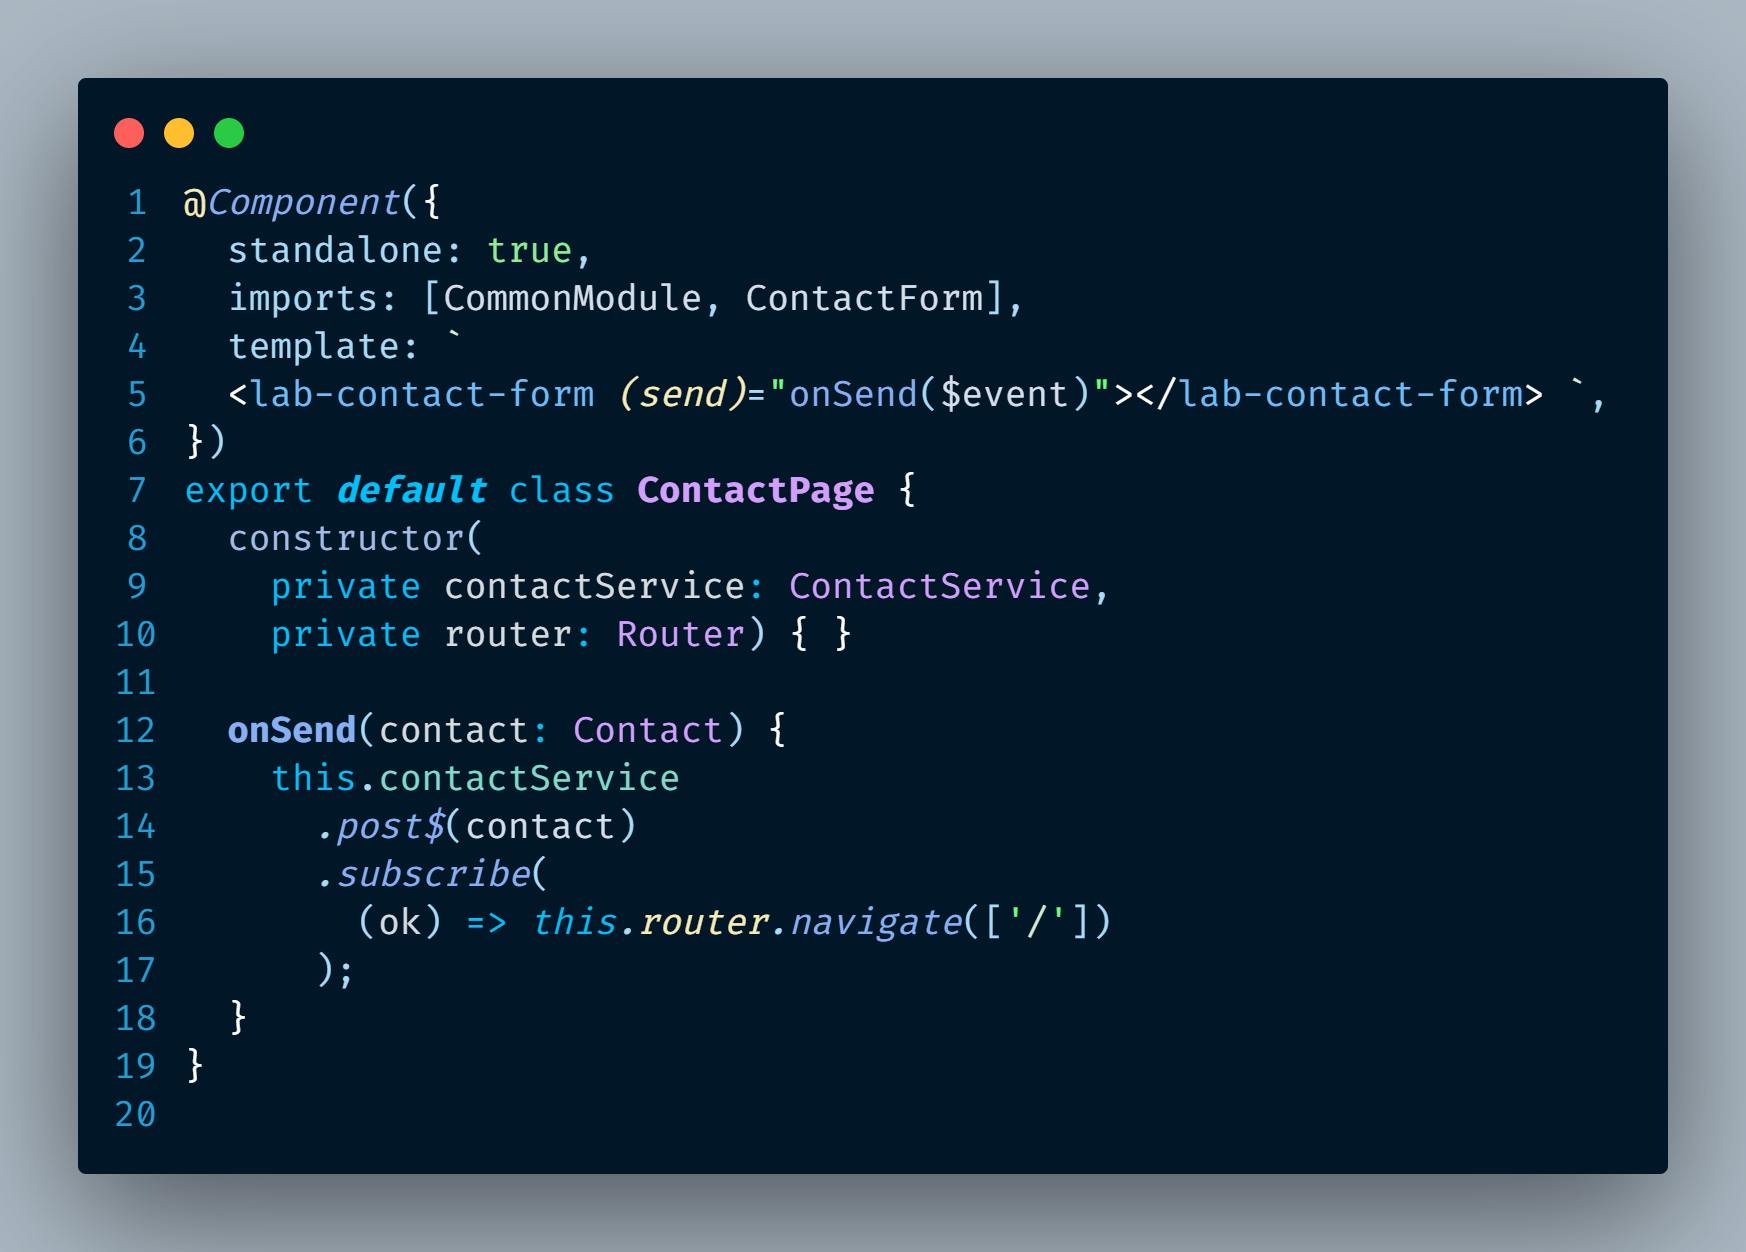 1 @Component({
2   standalone: true,
3   imports: [CommonModule, ContactForm],
4   template: `
5   <lab-contact-form (send)="onSend($event)"></lab-contact-form> `,
6 })
7 export default class ContactPage {
8   constructor(
9     private contactService: ContactService,
10     private router: Router) { }
11
12   onSend(contact: Contact) {
13     this.contactService
14       .post$(contact)
15       .subscribe(
16         (ok) => this.router.navigate(['/'])
17       );
18   }
19 }
20